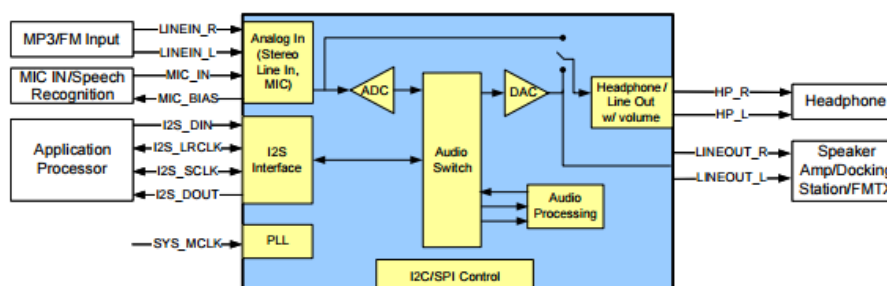 MP3/FM Input
LINEIN_R
LINEIN_L
MIC IN/Speech
Recognition
MIC_IN
MIC_BIAS
Analog In
(Stereo
Line In,
MIC)
ADC
DAC
Headphone /
Line Out
w/ volume
HP_R
HP_L
Headphone
Application
Processor
I2S_DIN
I2S_LRCLK
I2S_SCLK
I2S_DOUT
I2S
Interface
Audio
Switch
LINEOUT_R
LINEOUT_L
Speaker
Amp/Docking
Station/FMTX
Audio
Processing
SYS_MCLK
PLL
I2C/SPI Control